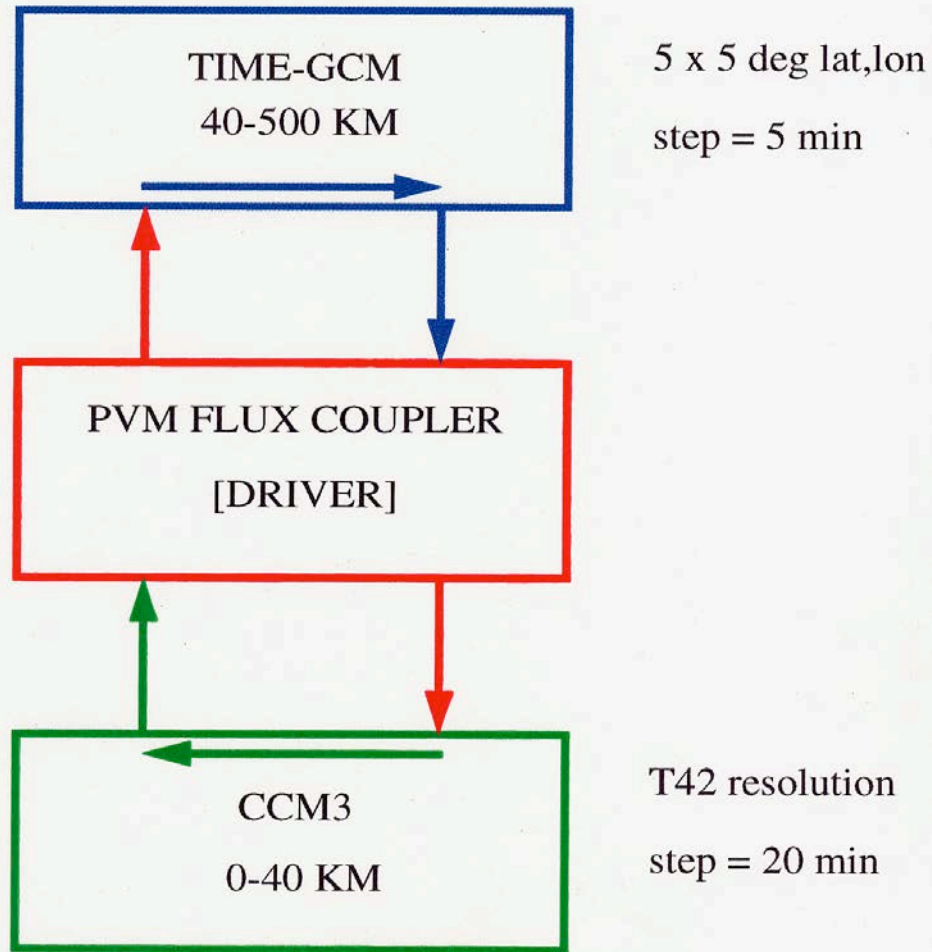 TIME-GCM
40-500 KM
5 x 5 deg lat,lon
step = 5 min
PVM FLUX COUPLER
[DRIVER]
CCM3
0-40 KM
T42 resolution
step = 20 min